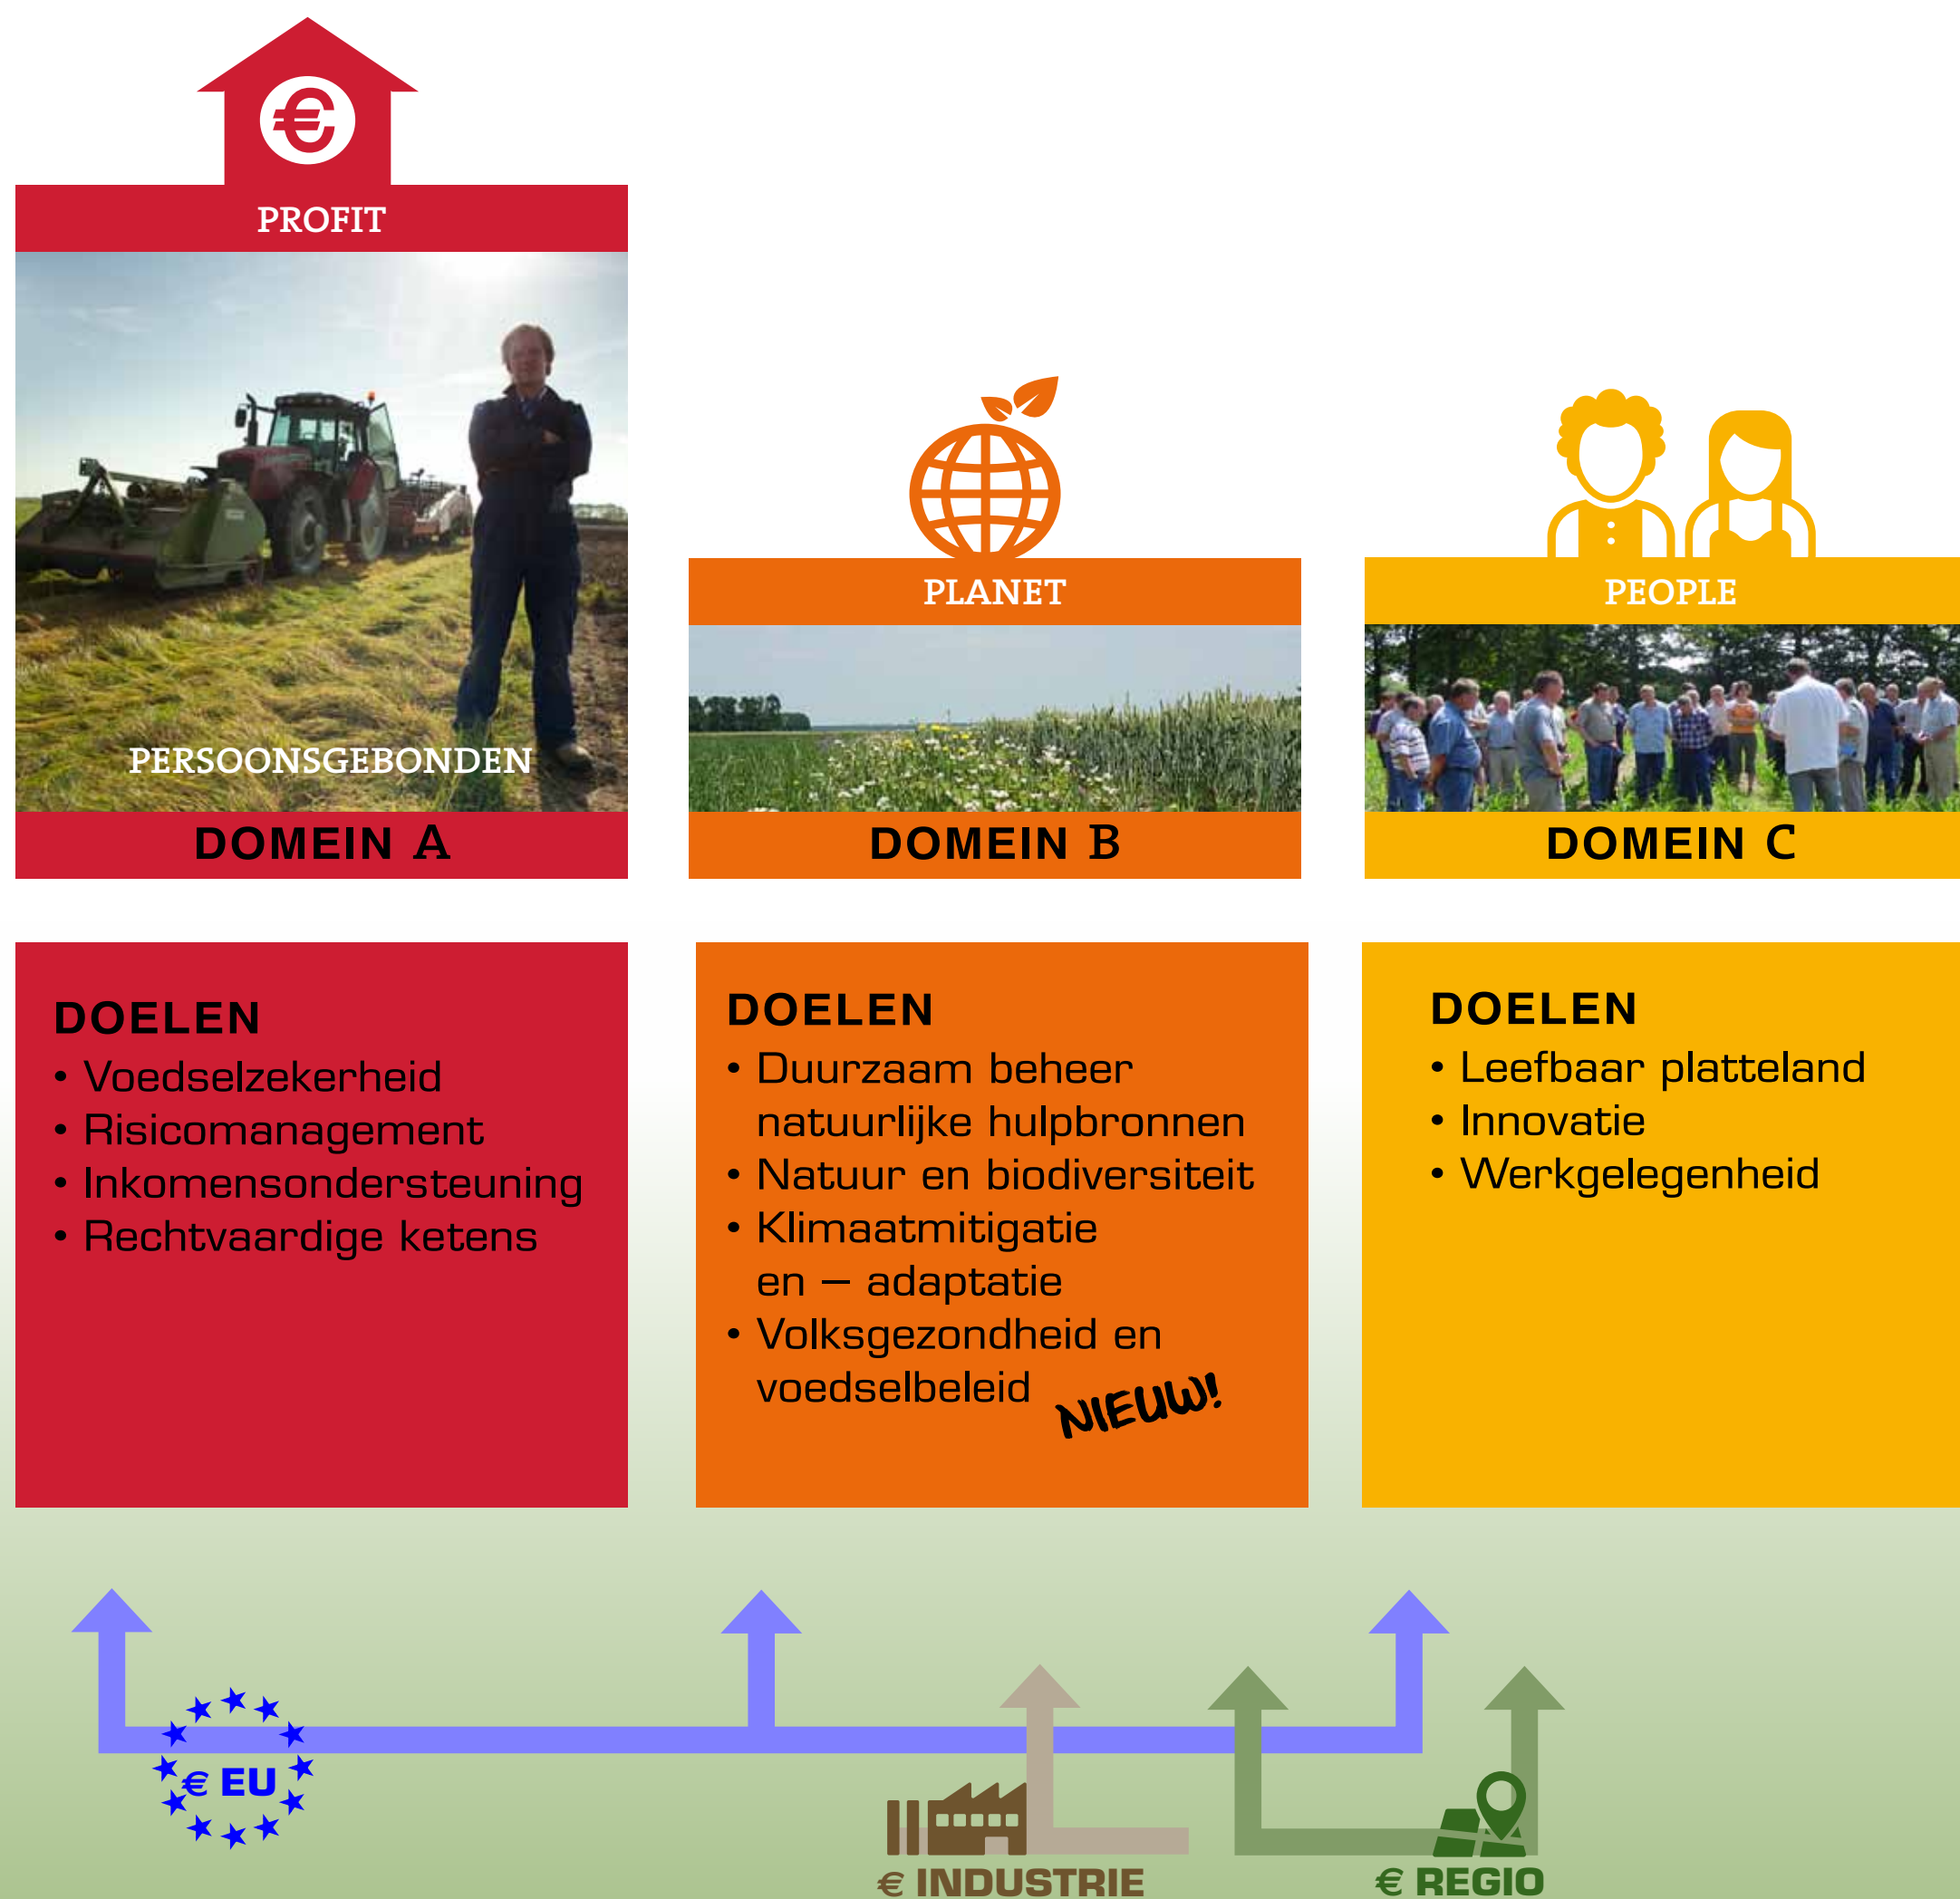 €
PROFIT
PERSOONSGEBONDEN
DOMEIN A
PLANET
DOMEIN B
PEOPLE
DOMEIN C
DOELEN
• Voedselzekerheid
• Risicomanagement
• Inkomensondersteuning
• Rechtvaardige ketens
DOELEN
• Duurzaam beheer
natuurlijke hulpbronnen
• Natuur en biodiversiteit
• Klimaatmitigatie
en – adaptatie
• Volksgezondheid en
voedselbeleid
NIEUW!
DOELEN
• Leefbaar platteland
• Innovatie
• Werkgelegenheid
€ EU
€ INDUSTRIE
€ REGIO